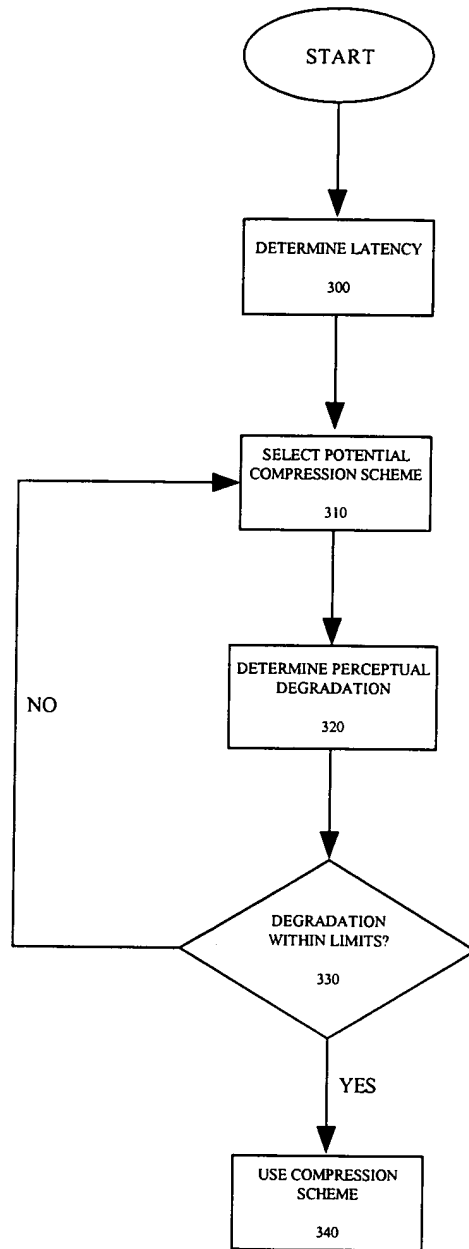 START
DETERMINE LATENCY
300
SELECT POTENTIAL
COMPRESSION SCHEME
310
DETERMINE PERCEPTUAL
DEGRADATION
320
NO
DEGRADATION
WITHIN LIMITS?
330
YES
USE COMPRESSION
SCHEME
340